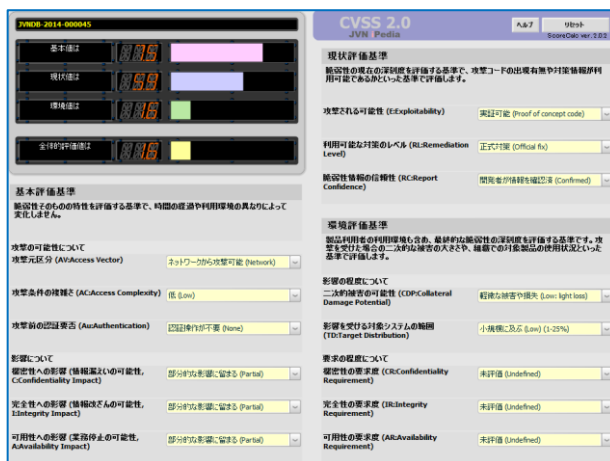 JVNDB-2014-000045
基本値は
現状値は
環境値は
全体的評価値は
基本評価基準
脆弱性そのものの特性を評価する基準で、時間の経過や利用環境の異なりによって
変化しません。
攻撃の可能性について
攻撃元区分 (AV:Access Vector)
ネットワークから攻撃可能 (Network)
攻撃条件の複雑さ (AC:Access Complexity)
低 (Low)
攻撃前の認証要否 (Au:Authentication)
認証操作が不要 (None)
影響について
機密性への影響 (情報漏えいの可能性,
C:Confidentiality Impact)
部分的な影響に留まる (Partial)
完全性への影響 (情報改ざんの可能性,
I:Integrity Impact)
部分的な影響に留まる (Partial)
可用性への影響 (業務停止の可能性,
A:Availability Impact)
部分的な影響に留まる (Partial)
CVSS 2.0
JVN iPedia
ヘルプ
リセット
ScoreCalc ver. 2.0.2
現状評価基準
脆弱性の現在の深刻度を評価する基準で、攻撃コードの出現有無や対策情報が利
用可能であるかといった基準で評価します。
攻撃される可能性 (E:Exploitability)
実証可能 (Proof of concept code)
利用可能な対策のレベル (RL:Remediation
Level)
正式対策 (Official fix)
脆弱性情報の信頼性 (RC:Report
Confidence)
開発者が情報を確認済 (Confirmed)
環境評価基準
製品利用者の利用環境も含め、最終的な脆弱性の深刻度を評価する基準です。攻
撃を受けた場合の二次的な被害の大きさや、組織での対象製品の使用状況といった
基準で評価します。
影響の程度について
二次的被害の可能性 (CDP:Collateral
Damage Potential)
軽微な被害や損失 (Low: light loss)
影響を受ける対象システムの範囲
(TD:Target Distribution)
小規模に及ぶ (Low) (1-25%)
要求の程度について
機密性の要求度 (CR:Confidentiality
Requirement)
未評価 (Undefined)
完全性の要求度 (IR:Integrity
Requirement)
未評価 (Undefined)
可用性の要求度 (AR:Availability
Requirement)
未評価 (Undefined)